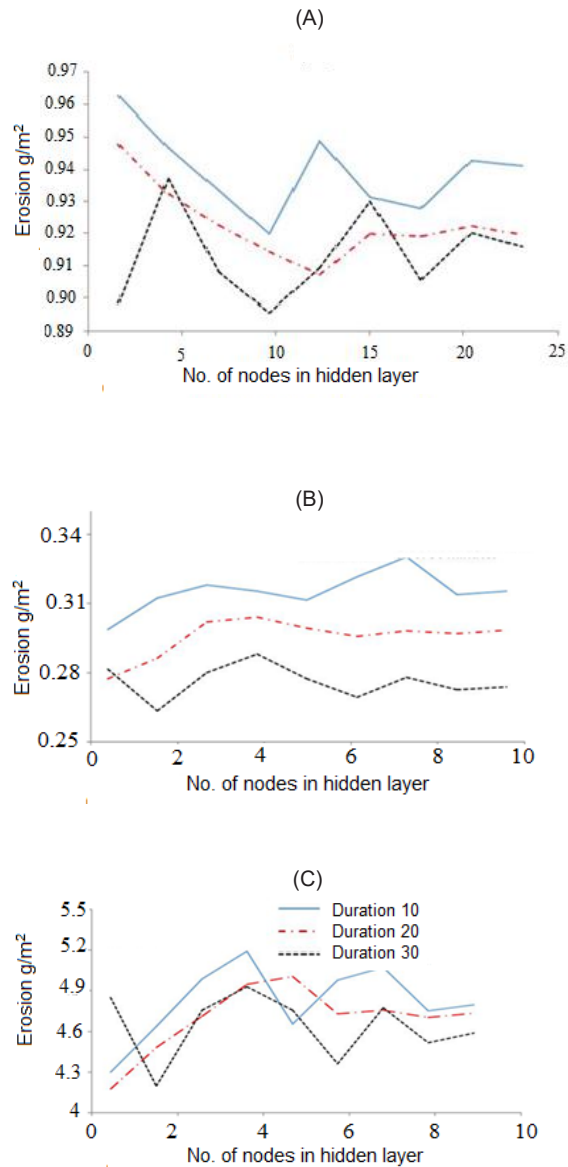 (A)
0.97
0.96
0.95
0.94
0.93
0.92
0.91
0.90
0.89
Erosion g/m²
0 5 10 15 20 25
No. of nodes in hidden layer
(B)
0.34
0.31
0.28
0.25
Erosion g/m²
0 2 4 6 8 10
No. of nodes in hidden layer
(C)
5.5
5.2
4.9
4.6
4.3
4
Erosion g/m²
Duration 10
Duration 20
Duration 30
0 2 4 6 8 10
No. of nodes in hidden layer